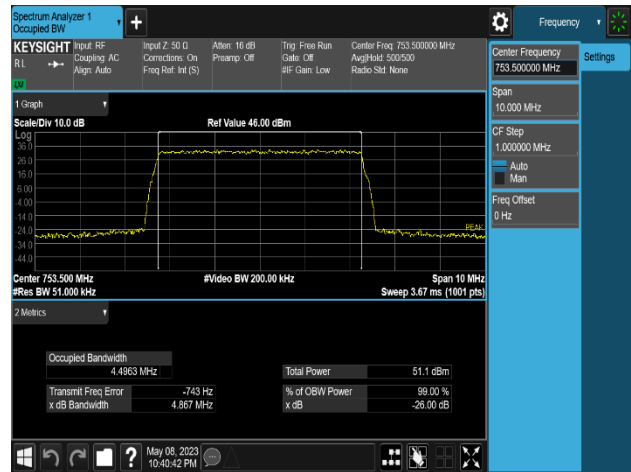 Spectrum Analyzer 1
Occupied BW
Frequency
KEYSIGHT
Input: RF
Input Z: 50 Ω
Atten: 16 dB
Trig: Free Run
Center Freq: 753.500000 MHz
RL
Coupling: AC
Corrections: On
Preamp: Off
Gate: Off
Avg|Hold: 500/500
Align: Auto
Freq Ref: Int (S)
#IF Gain: Low
Radio Std: None
LNI
1 Graph
Scale/Div 10.0 dB
Ref Value 46.00 dBm
Log
36.0
26.0
16.0
6.00
-4.00
-14.0
-24.0
-34.0
-44.0
PEAK
Center 753.500 MHz
#Video BW 200.00 kHz
Span 10 MHz
#Res BW 51.000 kHz
Sweep 3.67 ms (1001 pts)
2 Metrics
Occupied Bandwidth
4.4963 MHz
Total Power
51.1 dBm
Transmit Freq Error
-743 Hz
% of OBW Power
99.00 %
x dB Bandwidth
4.867 MHz
x dB
-26.00 dB
May 08, 2023
10:40:42 PM
?
Center Frequency
753.500000 MHz
Settings
Span
10.000 MHz
CF Step
1.000000 MHz
Auto
Man
Freq Offset
0 Hz